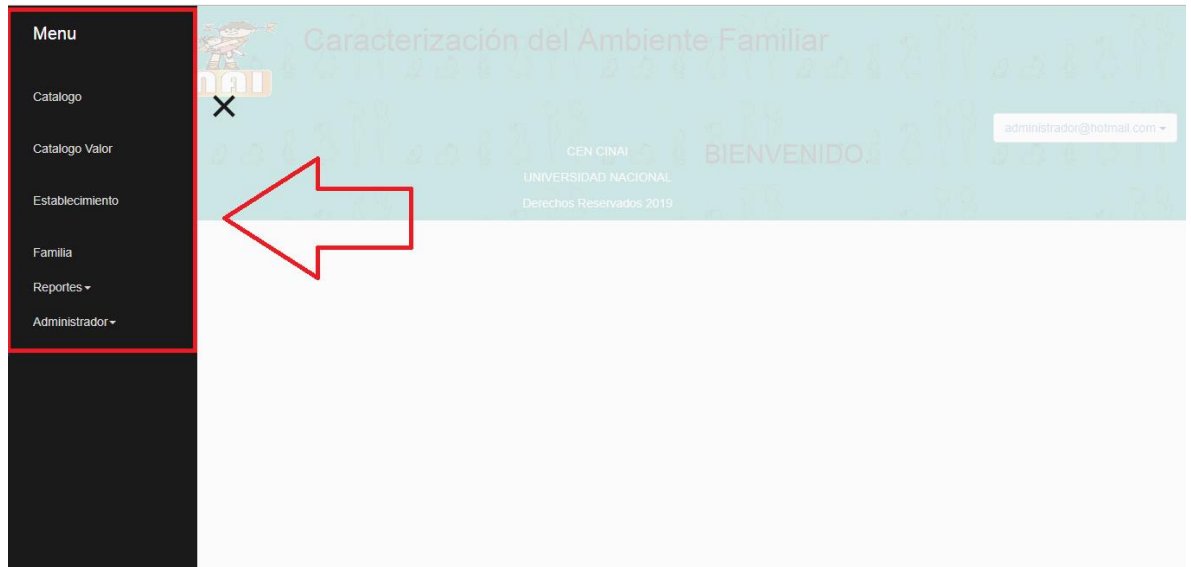 Menu
Catalogo
Catalogo Valor
Establecimiento
Familia
Reportes
Administrador
Caracterización del Ambiente Familiar
NAI
administrador@hotmail.com
BIENVENIDO.
CEN CINAI
UNIVERSIDAD NACIONAL
Derechos Reservados 2019